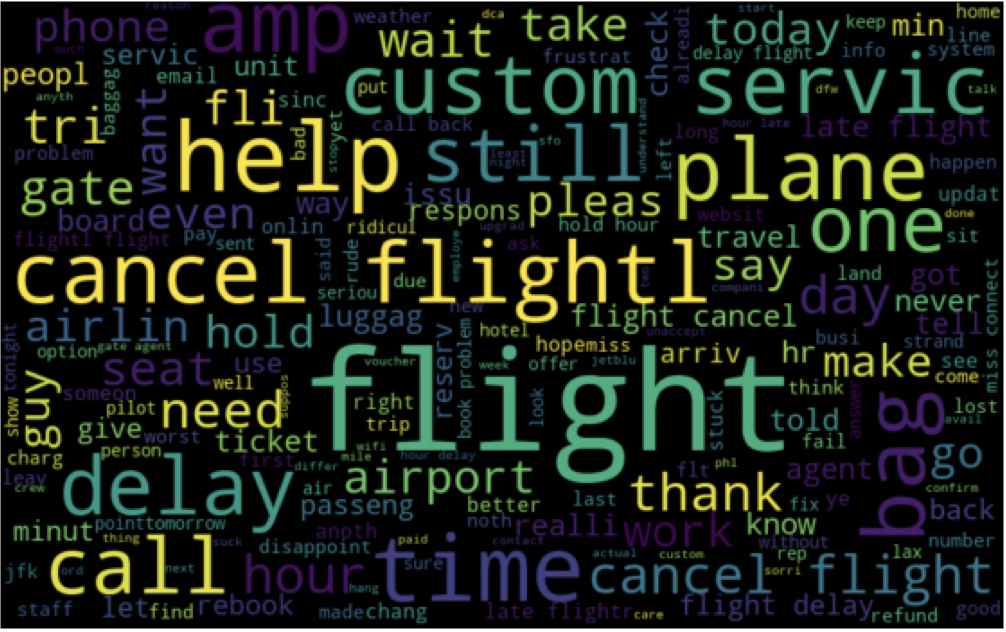 reason
dca
start
home
phone
amp
weather
take
today
keep
min
line
much
servic
wait
frustrat
check
alreadi
delay flight
info
system
peopl
email
unit
custom
servic
put
dfw
talk
anyth
baggag
fli
sinc
tri
want
help
bad
stop
yet
call back
still
understand
long
hour late
late flight
problem
least
sfo
left
plane
happen
gate
issu
way
respons
pleas
updat
board
even
onlin
ridicul
upgrad
hold hour
websit
one
done
sit
flightl flight
pay
sent
said
rude
employe
ask
travel
cancel flightl
due
two
say
land
got
connect
seriou
compani
day
never
airlin
hold
luggag
new
flight cancel
tell
tonight
option
gate agent
reserv
hotel
hopemiss
unaccept
busi
strand
miss
seat
use
voucher
book problem
week
offer
jetblu
arriv
hr
make
see
come
show
guy
someon
well
suppos
flight
look
stuck
think
answer
bag
lost
pilot
need
right
trip
told
avail
give
worst
ticket
wifi
fail
go
charg
person
mile
hour delay
leav
first
differ
airport
flt
phl
agent
crew
delay
air
better
last
thank
fix
ye
confirm
passeng
back
minut
point
tomorrow
anoth
noth
realli
work
know
number
thing
suck
disappoint
paid
contact
actual
custom
without
rep
lax
jfk
ord
call
next
hour
hang
time
sure
cancel
sorri
flight
staff
let
find
rebook
made
chang
late flightr
care
flight delay
refund
good